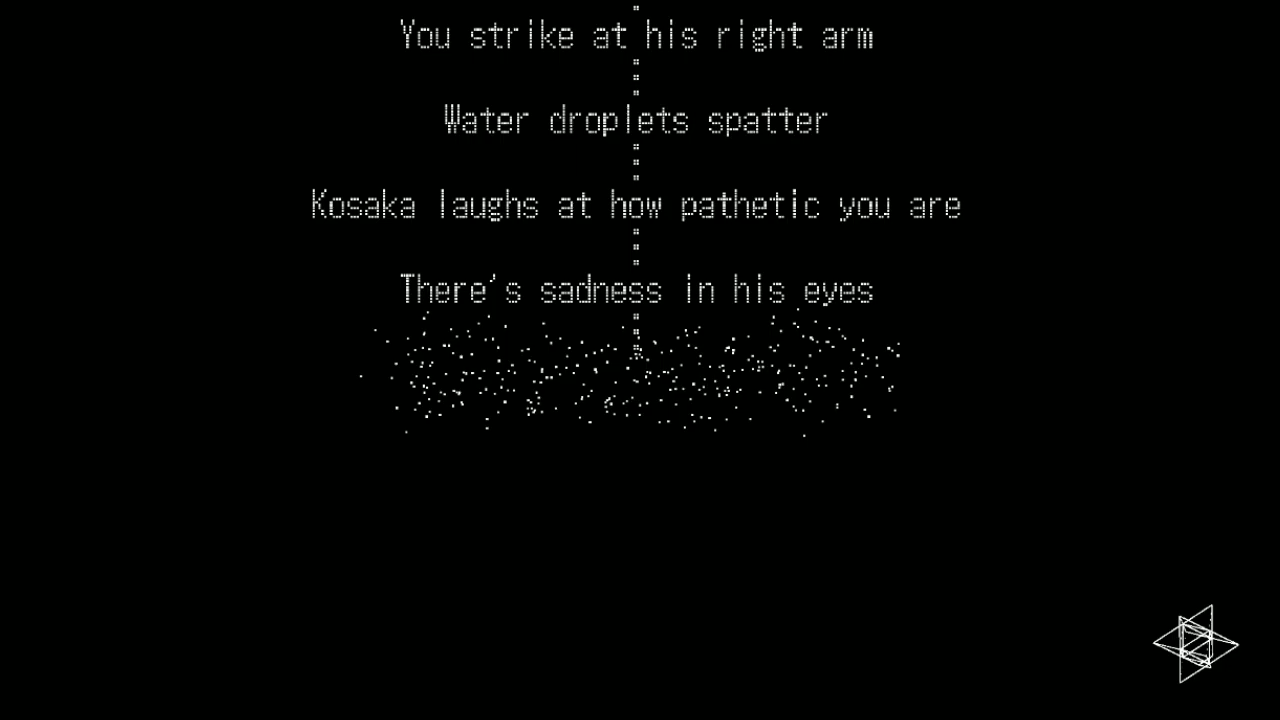 You strike at his right arm
Water droplets spatter
Kosaka laughs at how pathetic you are
There's sadness in his eyes